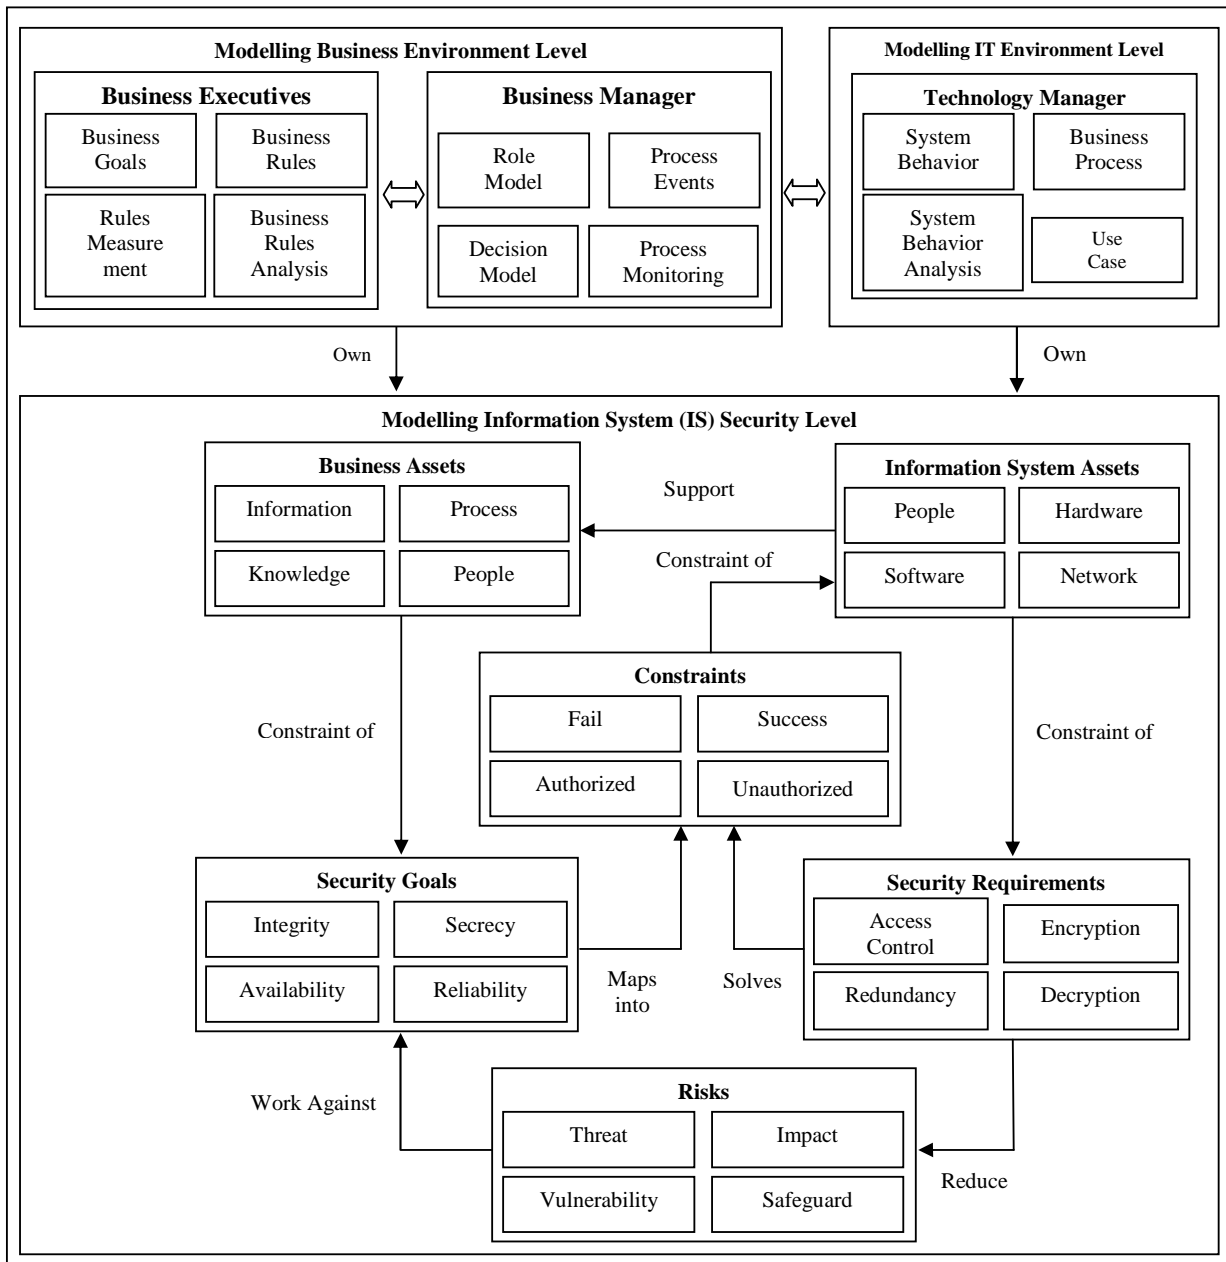 Modelling Business Environment Level
Business Executives
Business
Goals
Business
Rules
Rules
Measure
ment
Business
Rules
Analysis
Business Manager
Role
Model
Process
Events
Decision
Model
Process
Monitoring
Modelling IT Environment Level
Technology Manager
System
Behavior
Business
Process
System
Behavior
Analysis
Use
Case
Own
Own
Modelling Information System (IS) Security Level
Business Assets
Information
Process
Knowledge
People
Support
Information System Assets
People
Hardware
Software
Network
Constraint of
Constraints
Fail
Success
Authorized
Unauthorized
Constraint of
Constraint of
Security Goals
Integrity
Secrecy
Availability
Reliability
Maps
into
Solves
Security Requirements
Access
Control
Encryption
Redundancy
Decryption
Work Against
Risks
Threat
Impact
Vulnerability
Safeguard
Reduce